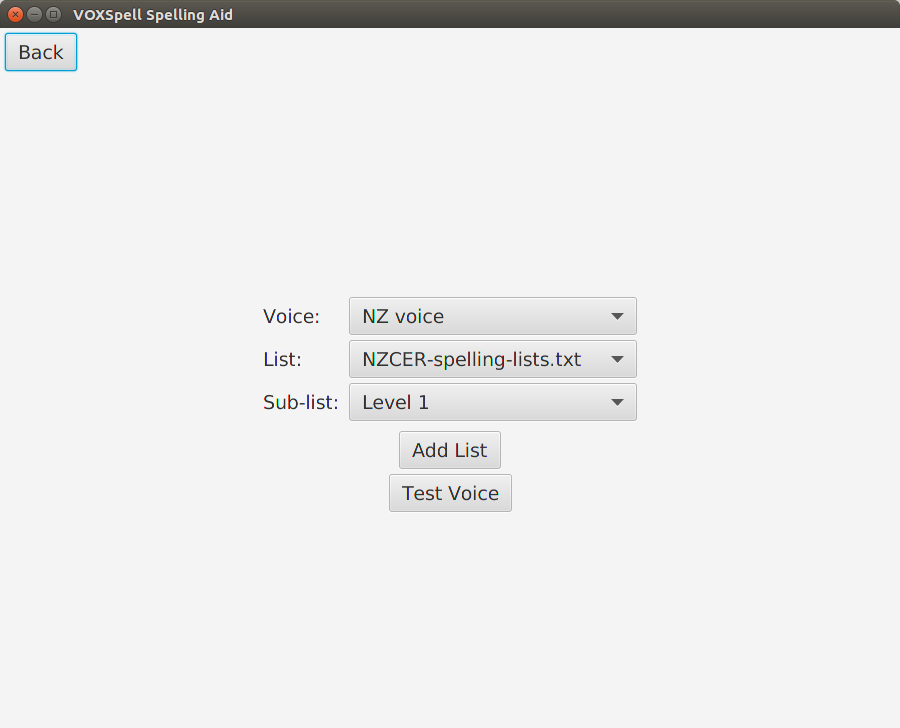 VOXSpell Spelling Aid
Back
Voice: NZ voice
List: NZCER-spelling-lists.txt
Sub-list: Level 1
Add List
Test Voice